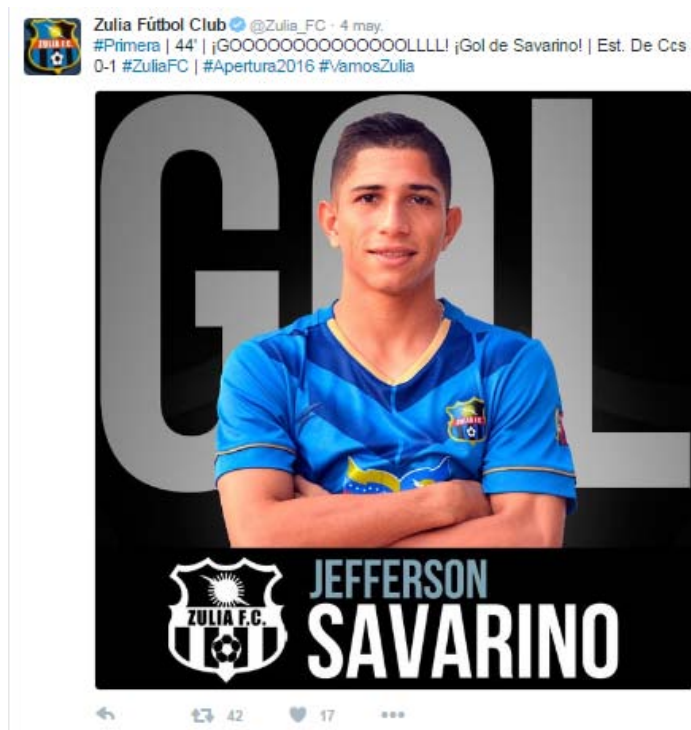 Zulia Fútbol Club @Zulia_FC · 4 may.
#Primera | 44' | ¡GOOOOOOOOOOOOOOLLLL! ¡Gol de Savarino! | Est. De Ccs
0-1 #ZuliaFC | #Apertura2016 #VamosZulia
GOL
ZULIA F.C.
JEFFERSON
ZULIA F.C.
SAVARINO
42 17